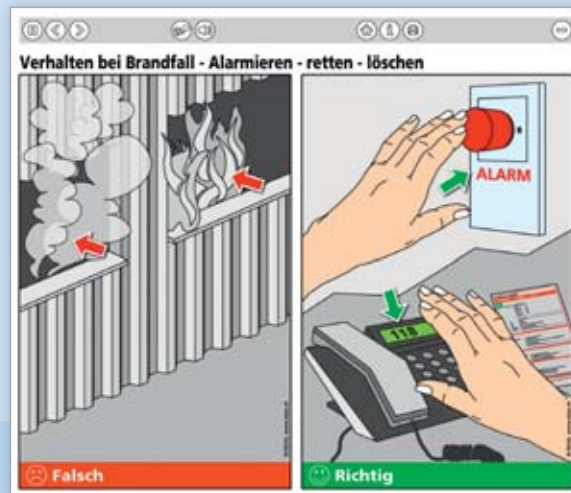 Verhalten bei Brandfall - Alarmieren - retten - löschen
ALARM
118
Falsch
Richtig